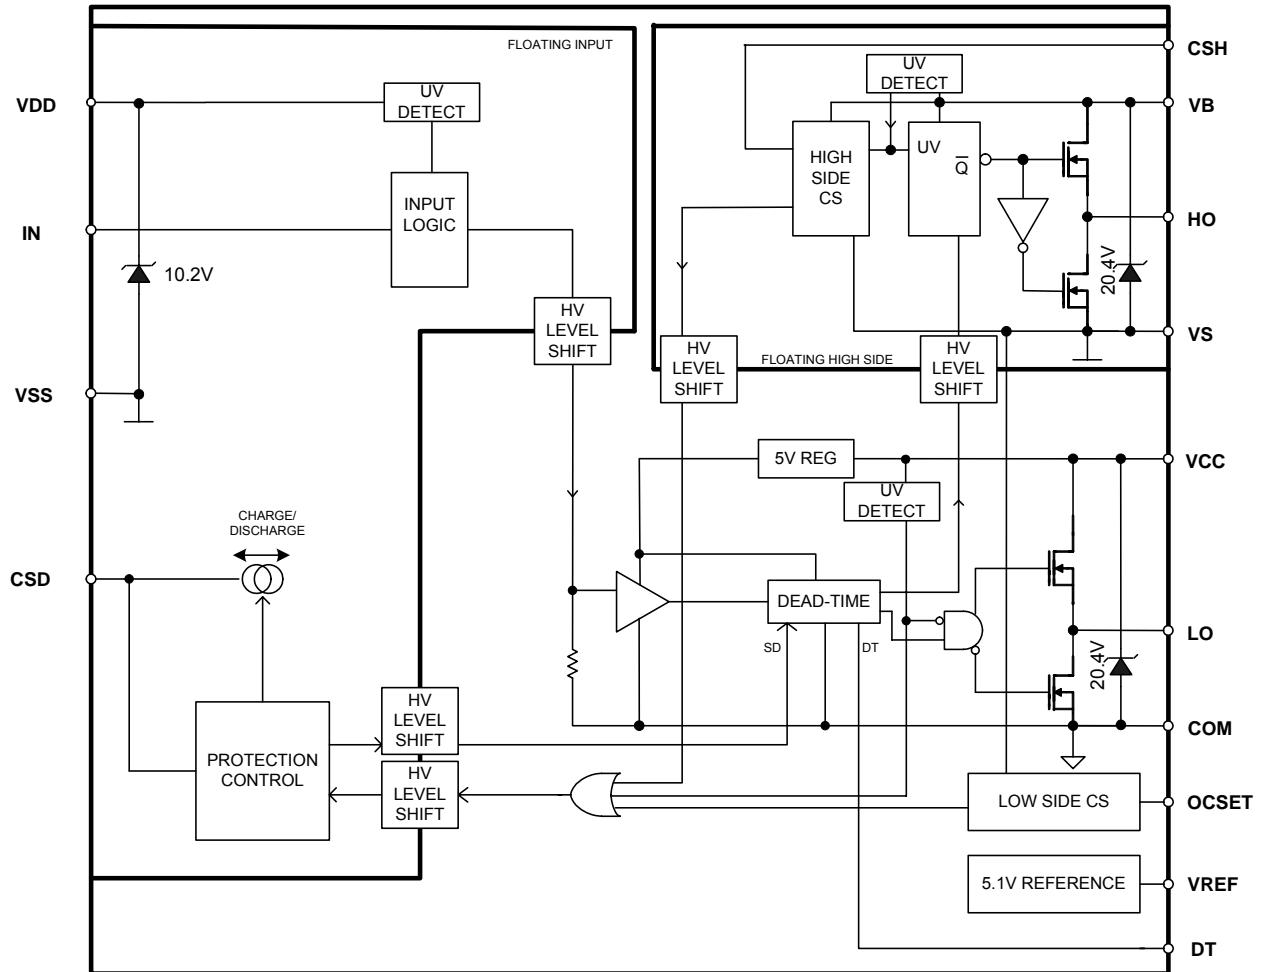 FLOATING INPUT
CSH
UV
DETECT
VDD
UV
DETECT
VB
HIGH
SIDE
CS
UV
Q̅
INPUT
LOGIC
HO
IN
10.2V
20.4V
HV
LEVEL
SHIFT
VS
HV
LEVEL
SHIFT
FLOATING HIGH SIDE
HV
LEVEL
SHIFT
VSS
5V REG
VCC
UV
DETECT
CHARGE/
DISCHARGE
CSD
DEAD-TIME
SD
DT
LO
20.4V
HV
LEVEL
SHIFT
COM
PROTECTION
CONTROL
HV
LEVEL
SHIFT
LOW SIDE CS
OCSET
5.1V REFERENCE
VREF
DT